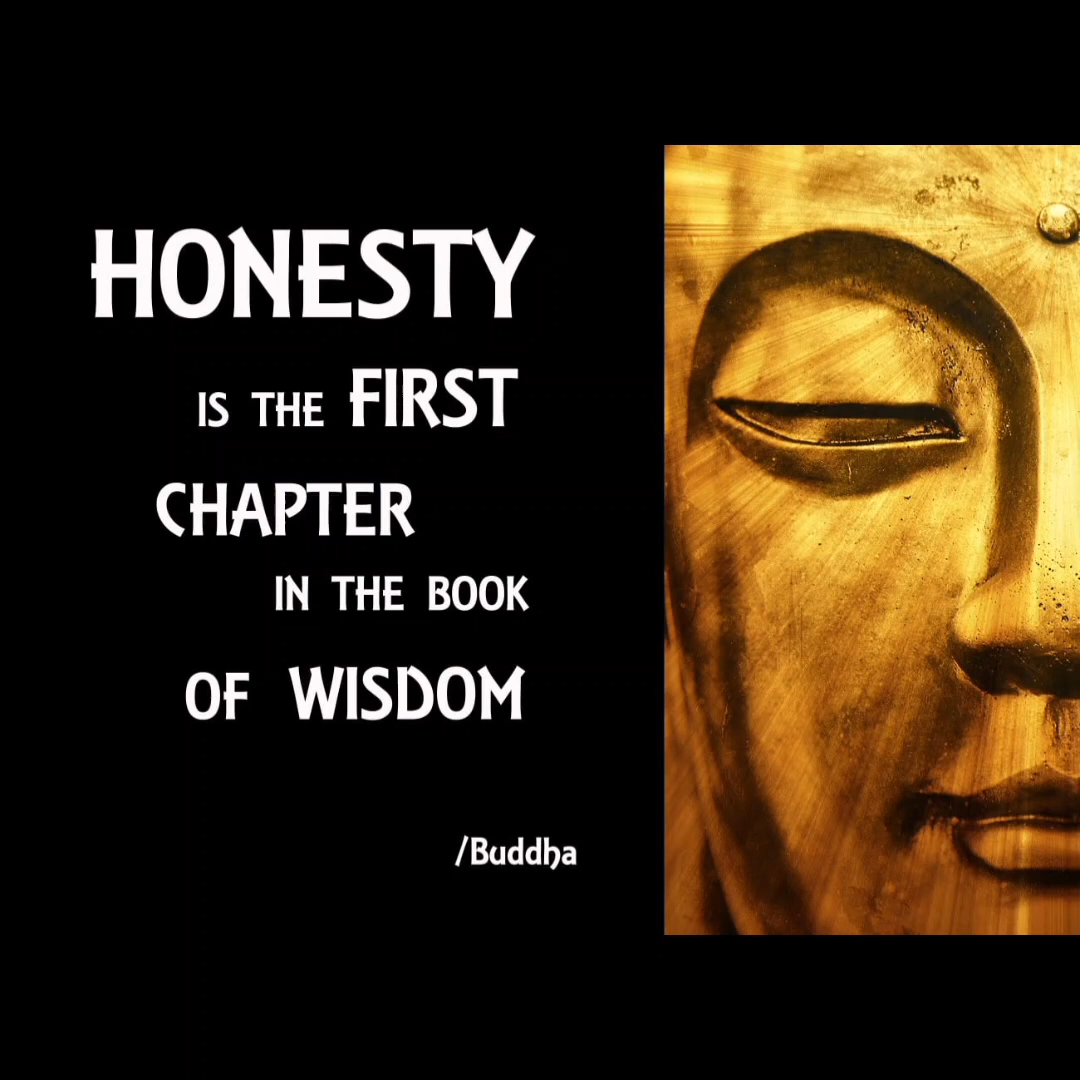 HONESTY
IS THE FIRST
CHAPTER
IN THE BOOK
OF WISDOM
/Buddha